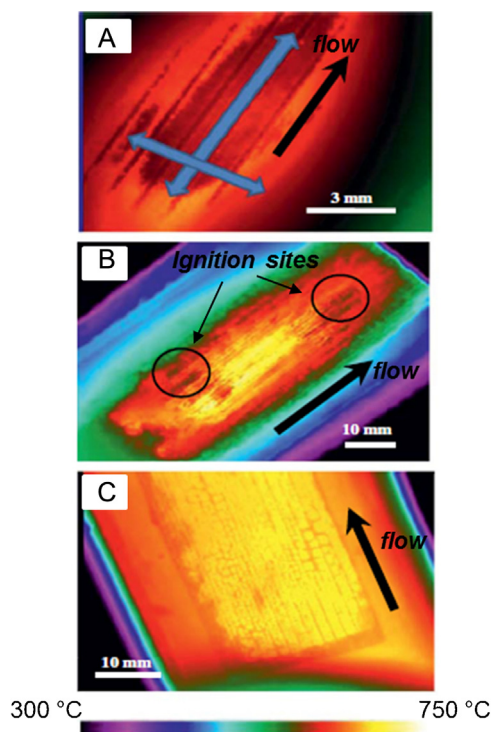 A
flow
3 mm
B
Ignition sites
flow
10 mm
C
flow
10 mm
300 °C 750 °C